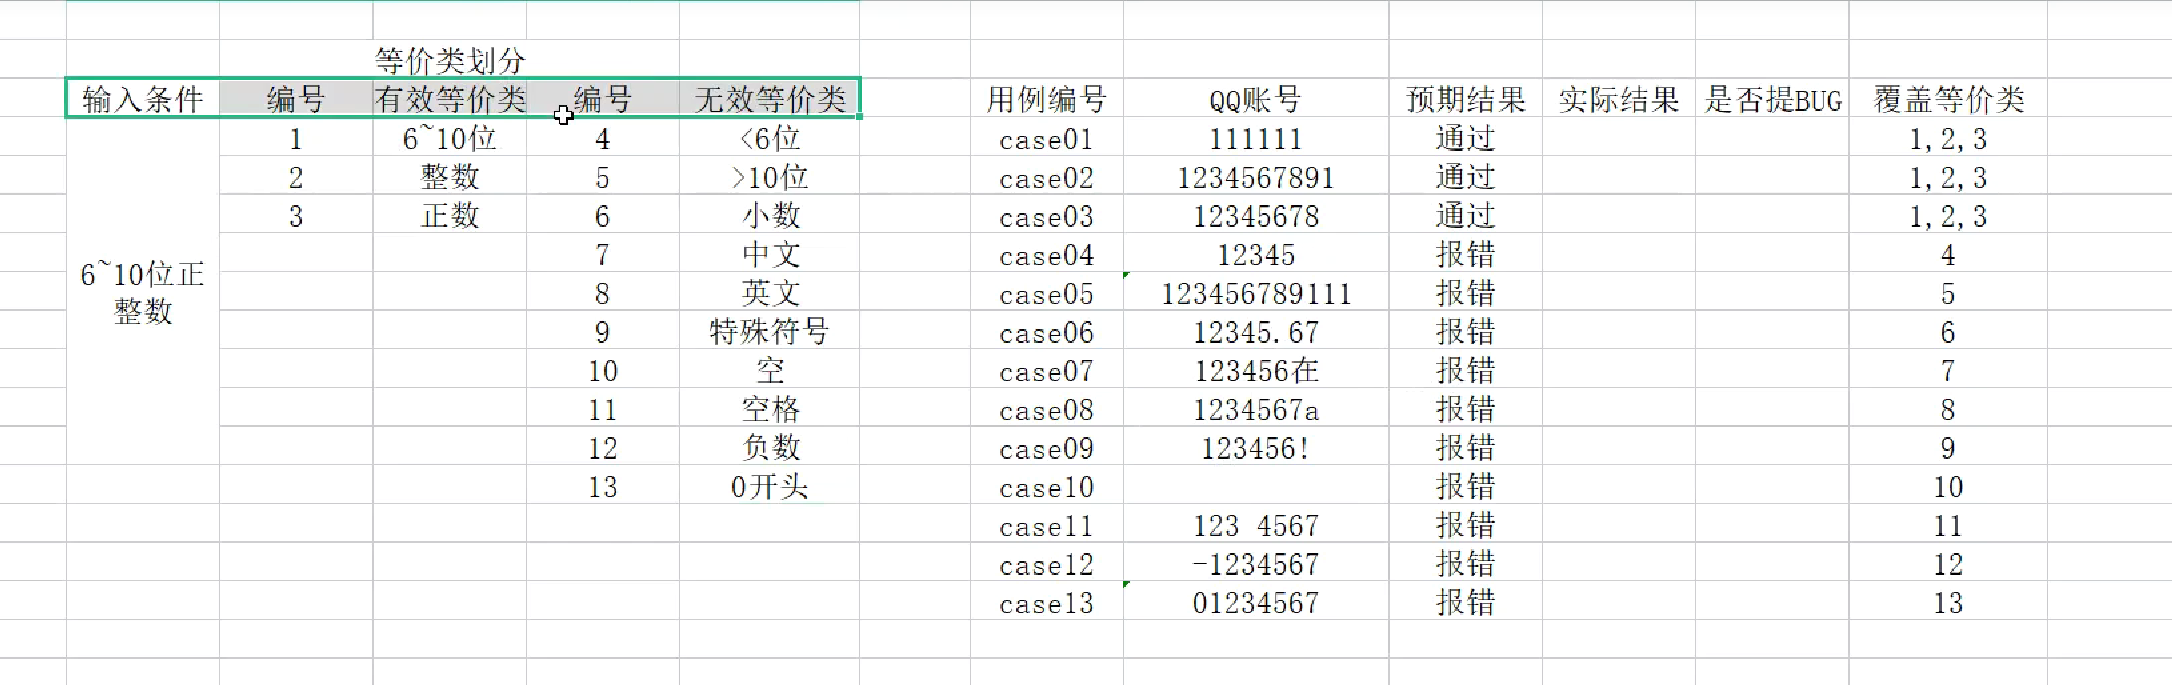 等价类划分
输入条件 编号 有效等价类 编号 无效等价类 用例编号 QQ账号 预期结果 实际结果 是否提BUG 覆盖等价类
1 6~10位 4 <6位 case01 111111 通过 1,2,3
2 整数 5 >10位 case02 1234567891 通过 1,2,3
3 正数 6 小数 case03 12345678 通过 1,2,3
7 中文 case04 12345 报错 4
6~10位正
整数
8 英文 case05 123456789111 报错 5
9 特殊符号 case06 12345.67 报错 6
10 空 case07 123456在 报错 7
11 空格 case08 1234567a 报错 8
12 负数 case09 123456! 报错 9
13 0开头 case10 报错 10
case11 123 4567 报错 11
case12 -1234567 报错 12
case13 01234567 报错 13